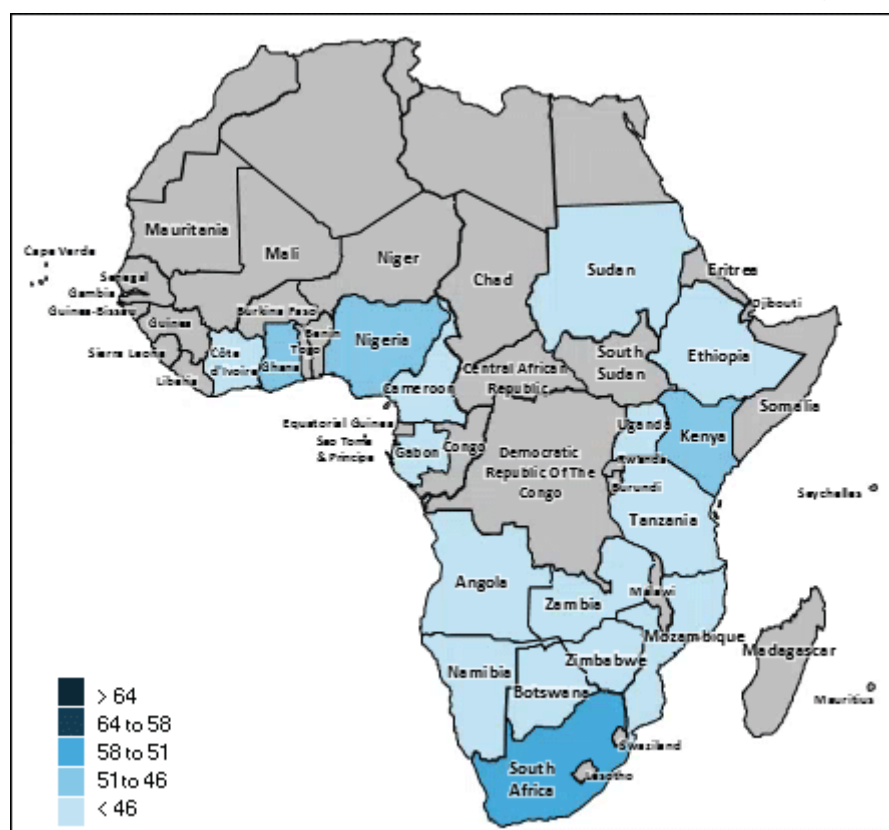 Mauritania
Cape Verde
Mali
Niger
Chad
Sudan
Eritrea
Senegal
Gambia
Guinea-Bissau
Guinea
Burkina Faso
Benin
Togo
Nigeria
Djibouti
Sierra Leone
Côte
d'Ivoire
Ghana
Liberia
Central African
Republic
South
Sudan
Ethiopia
Cameroon
Somalia
Equatorial Guinea
Sao Tome
& Principe
Gabon
Congo
Democratic
Republic Of The
Congo
Uganda
Kenya
Rwanda
Burundi
Seychelles
Tanzania
Angola
Zambia
Malawi
Mozambique
Madagascar
Mauritius
Namibia
Zimbabwe
Botswana
Swaziland
South
Africa
Lesotho
> 64
64 to 58
58 to 51
51 to 46
< 46